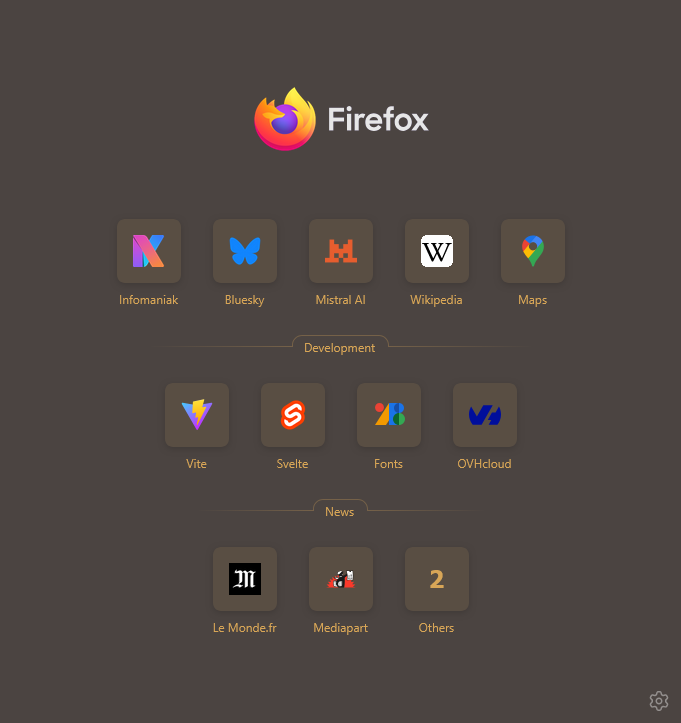 Firefox
Infomaniak Bluesky Mistral AI Wikipedia Maps
Development
Vite Svelte Fonts OVHcloud
News
2
Le Monde.fr Mediapart Others